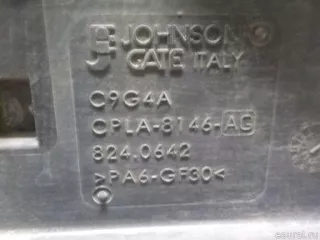 JOHNSON
GATE ITALY
C9G4A
CPLA-8146-AG
824.0642
>PA6-GF30<